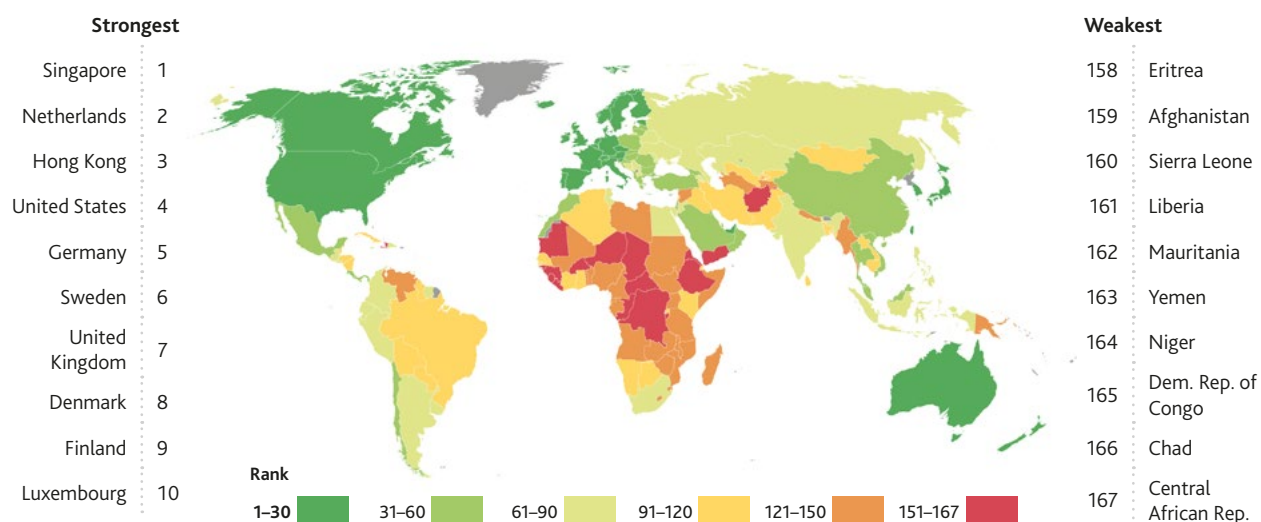 Strongest
Singapore 1
Netherlands 2
Hong Kong 3
United States 4
Germany 5
Sweden 6
United
Kingdom 7
Denmark 8
Finland 9
Luxembourg 10
Weakest
158 Eritrea
159 Afghanistan
160 Sierra Leone
161 Liberia
162 Mauritania
163 Yemen
164 Niger
165 Dem. Rep. of
Congo
166 Chad
167 Central
African Rep.
Rank
1–30 31–60 61–90 91–120 121–150 151–167